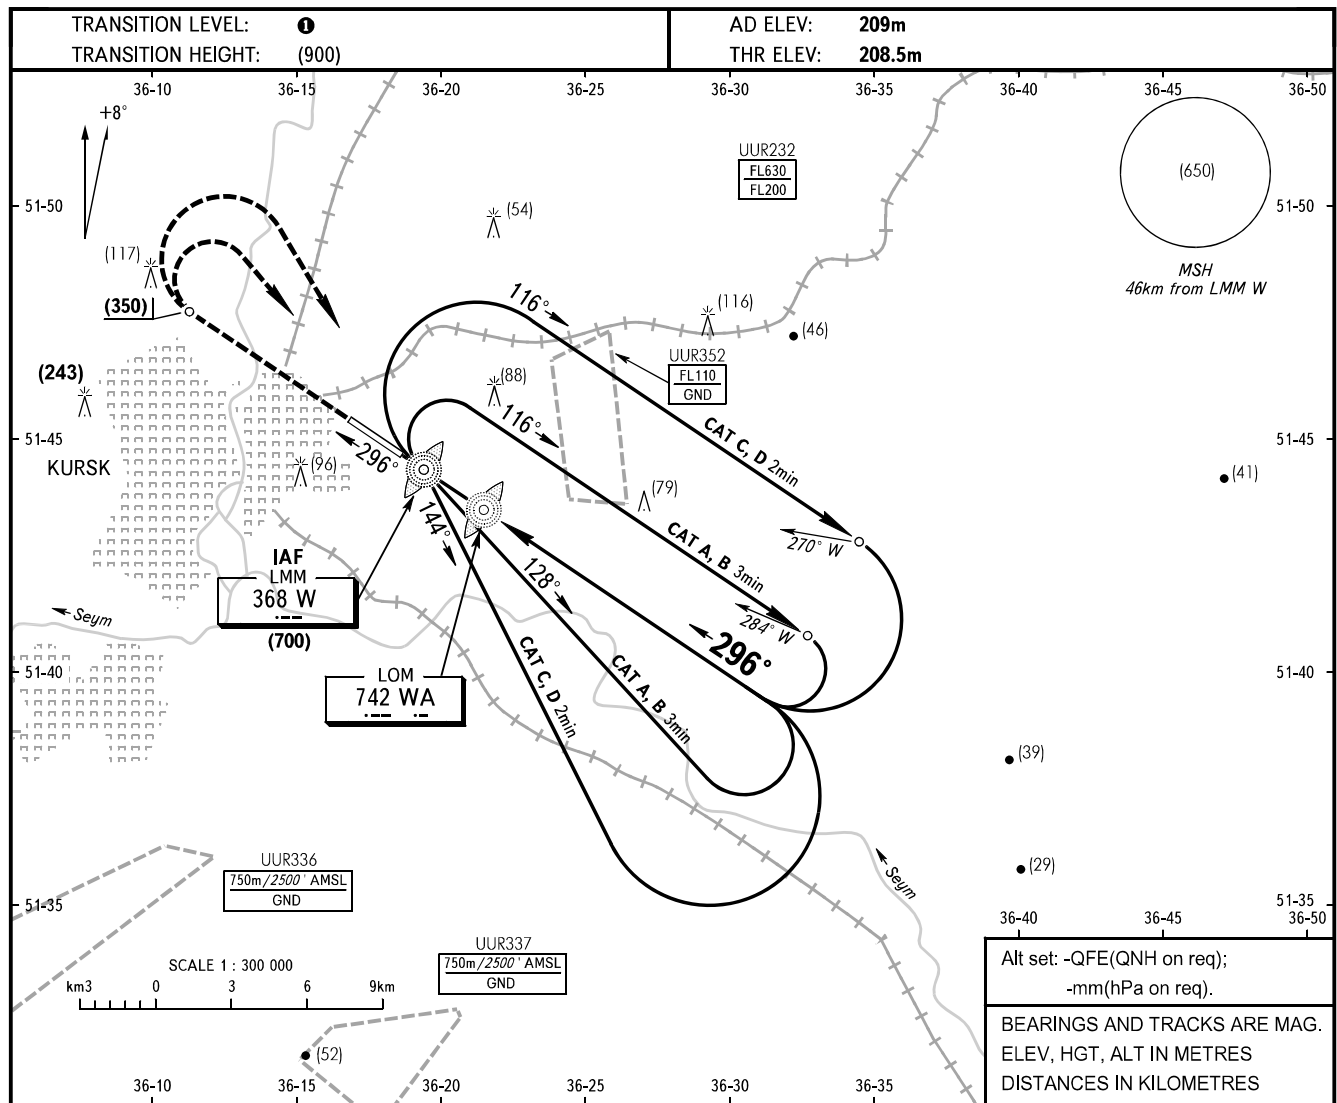 TRANSITION LEVEL: ❶
TRANSITION HEIGHT: (900)
AD ELEV: 209m
THR ELEV: 208.5m
36-10 36-15 36-20 36-25 36-30 36-35 36-40 36-45 36-50
+8°
UUR232
FL630
FL200
(650)
51-50
51-50
(54)
(117)
MSH
46km from LMM W
(350)
116°
(116)
(46)
UUR352
FL110
GND
(243)
(88)
116°
51-45
51-45
CAT C, D 2min
KURSK
296°
(96)
(41)
(79)
144°
270° W
CAT A, B 3min
IAF
LMM
368 W
(700)
128°
284° W
Seym
296°
CAT C, D 2min
CAT A, B 3min
51-40
51-40
LOM
742 WA
(39)
UUR336
750m/2500' AMSL
GND
(29)
Seym
51-35
51-35
36-40 36-45 36-50
UUR337
750m/2500' AMSL
GND
SCALE 1 : 300 000
km3 0 3 6 9km
Alt set: -QFE(QNH on req);
-mm(hPa on req).
BEARINGS AND TRACKS ARE MAG.
ELEV, HGT, ALT IN METRES
DISTANCES IN KILOMETRES
(52)
36-10 36-15 36-20 36-25 36-30 36-35